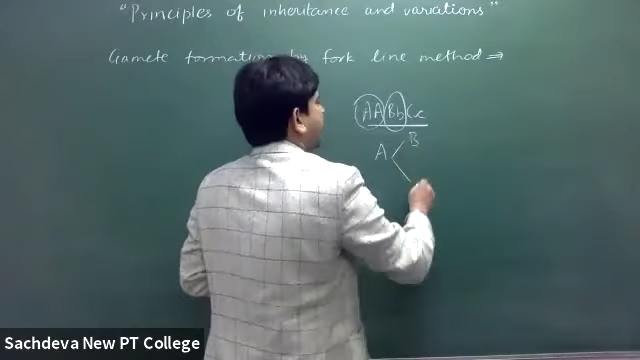 "Principles of inheritance and variations"
Gamete formation by fork line method ⇒
AABbCc
A B
Sachdeva New PT College